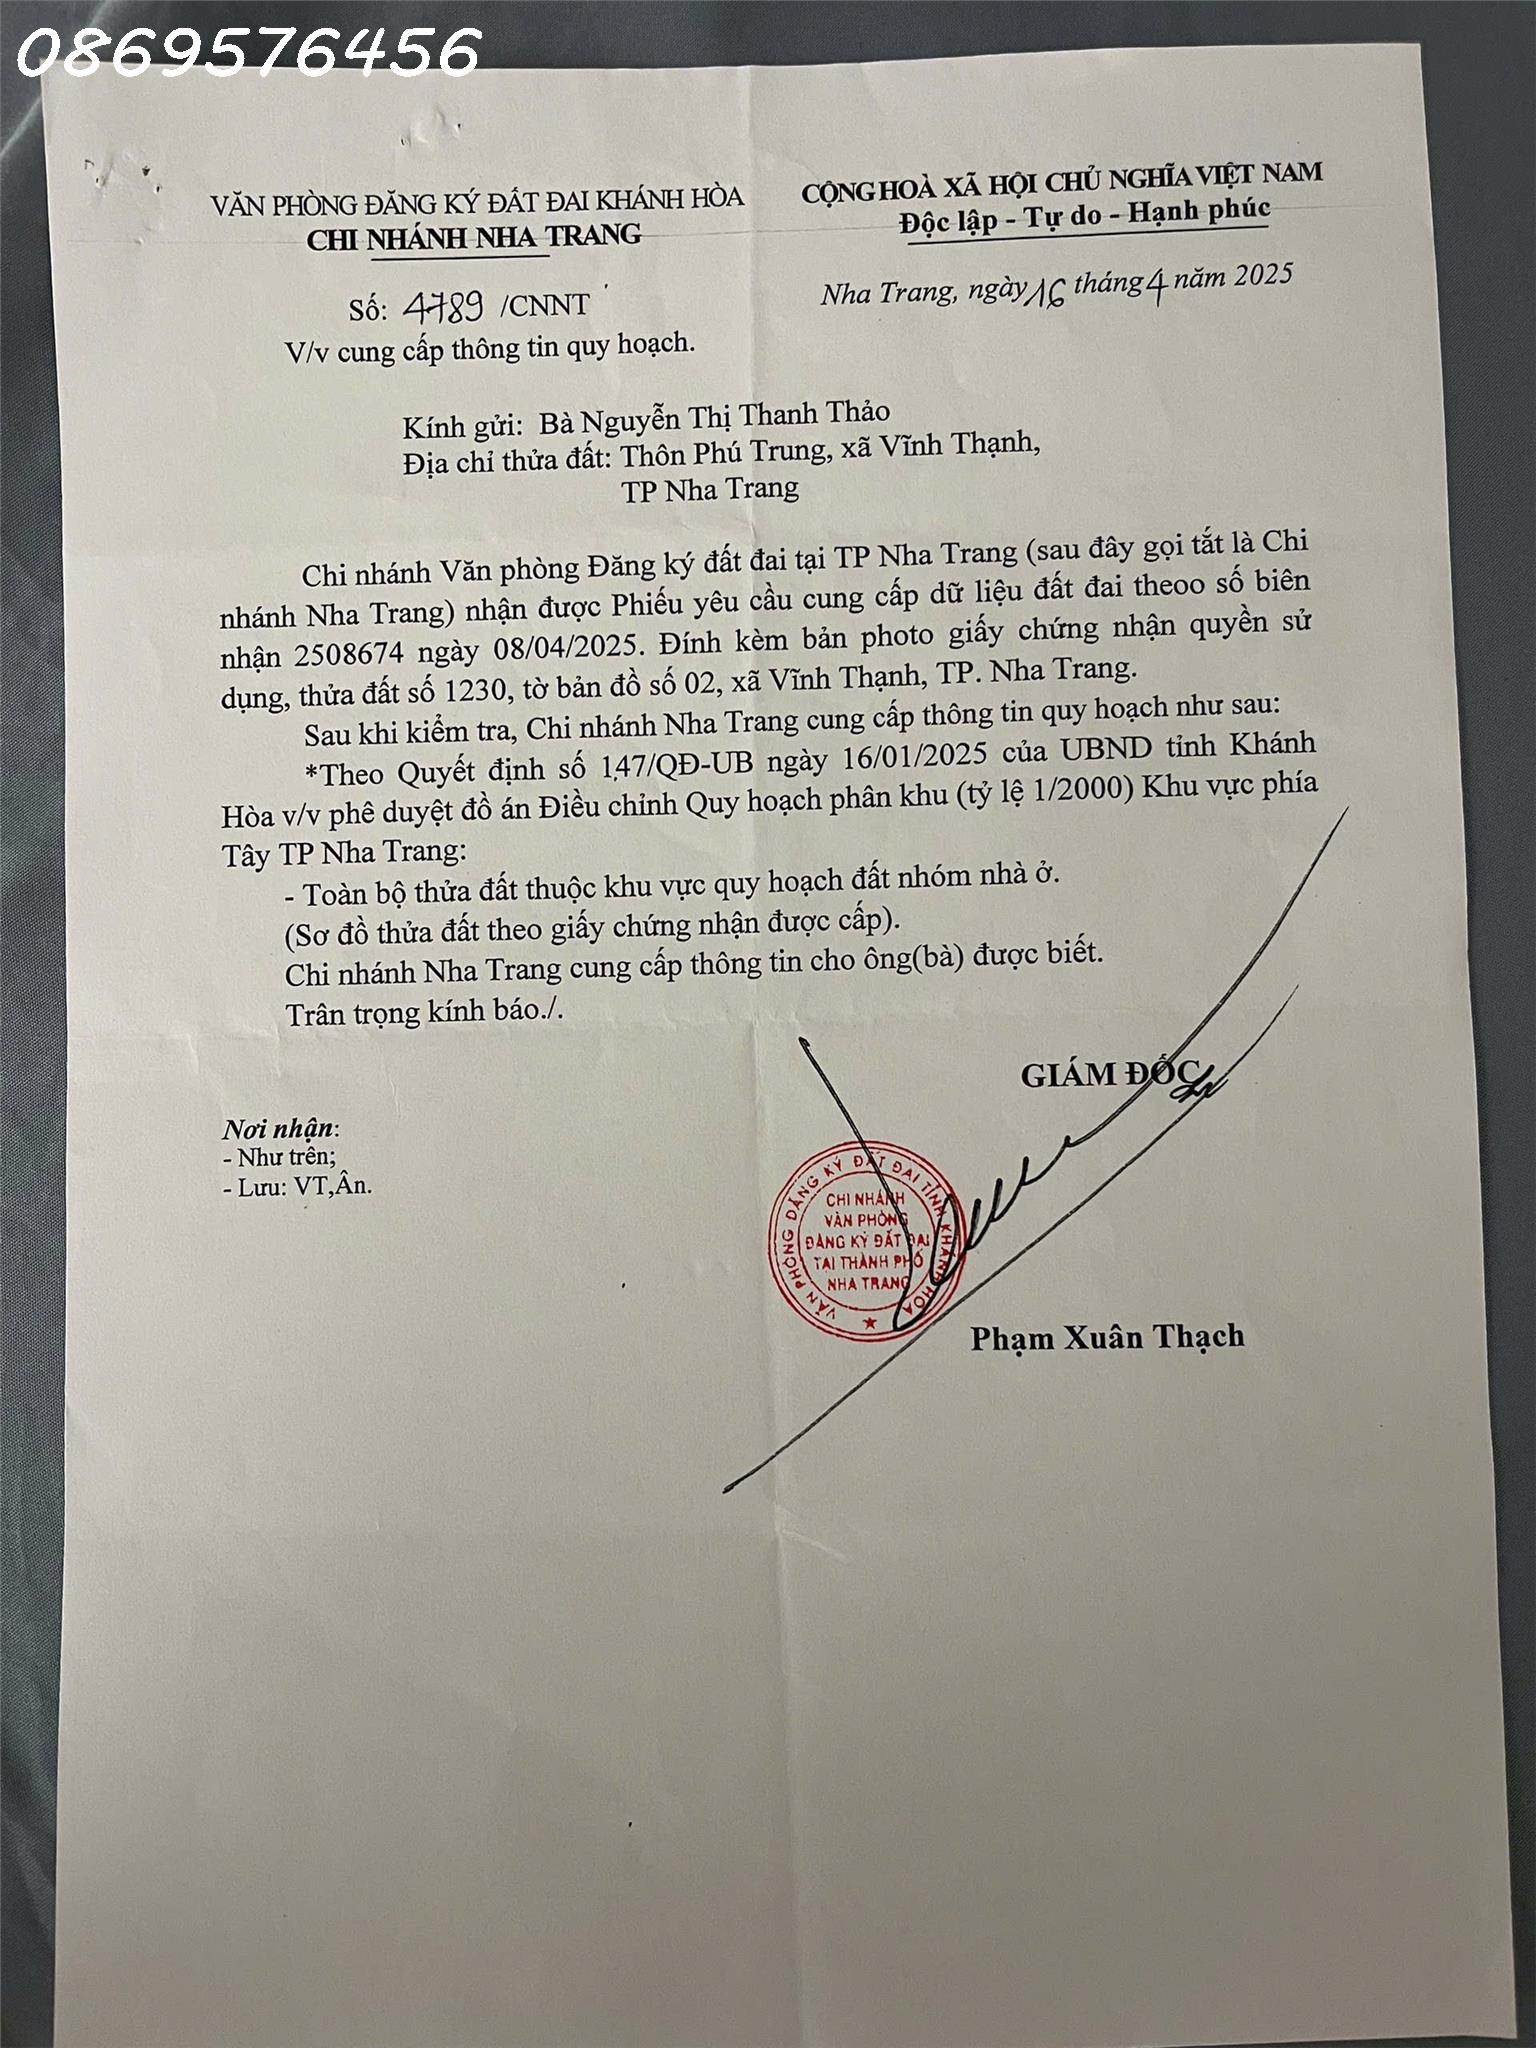 0869576456
VĂN PHÒNG ĐĂNG KÝ ĐẤT ĐAI KHÁNH HÒA
CHI NHÁNH NHA TRANG
CỘNG HOÀ XÃ HỘI CHỦ NGHĨA VIỆT NAM
Độc lập - Tự do - Hạnh phúc
Số: 4789 /CNNT
V/v cung cấp thông tin quy hoạch.
Nha Trang, ngày 16 tháng 4 năm 2025
Kính gửi: Bà Nguyễn Thị Thanh Thảo
Địa chỉ thửa đất: Thôn Phú Trung, xã Vĩnh Thạnh,
TP Nha Trang
Chi nhánh Văn phòng Đăng ký đất đai tại TP Nha Trang (sau đây gọi tắt là Chi
nhánh Nha Trang) nhận được Phiếu yêu cầu cung cấp dữ liệu đất đai theoo số biên
nhận 2508674 ngày 08/04/2025. Đính kèm bản photo giấy chứng nhận quyền sử
dụng, thửa đất số 1230, tờ bản đồ số 02, xã Vĩnh Thạnh, TP. Nha Trang.
Sau khi kiểm tra, Chi nhánh Nha Trang cung cấp thông tin quy hoạch như sau:
*Theo Quyết định số 147/QĐ-UB ngày 16/01/2025 của UBND tỉnh Khánh
Hòa v/v phê duyệt đồ án Điều chỉnh Quy hoạch phân khu (tỷ lệ 1/2000) Khu vực phía
Tây TP Nha Trang:
- Toàn bộ thửa đất thuộc khu vực quy hoạch đất nhóm nhà ở.
(Sơ đồ thửa đất theo giấy chứng nhận được cấp).
Chi nhánh Nha Trang cung cấp thông tin cho ông(bà) được biết.
Trân trọng kính báo./.
GIÁM ĐỐC
Nơi nhận:
- Như trên;
- Lưu: VT,Ân.
VĂN PHÒNG ĐĂNG KÝ ĐẤT ĐAI TỈNH KHÁNH HÒA
CHI NHÁNH
VĂN PHÒNG
ĐĂNG KÝ ĐẤT ĐAI
TẠI THÀNH PHỐ
NHA TRANG
Phạm Xuân Thạch